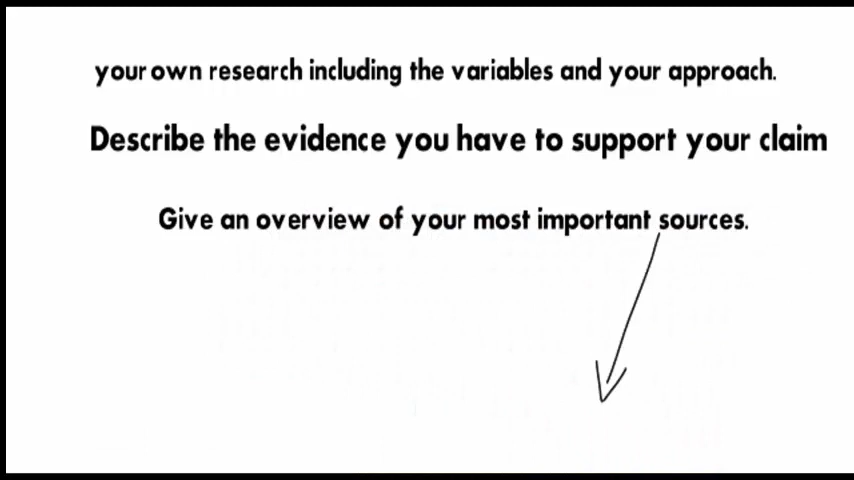 your own research including the variables and your approach.
Describe the evidence you have to support your claim
Give an overview of your most important sources.